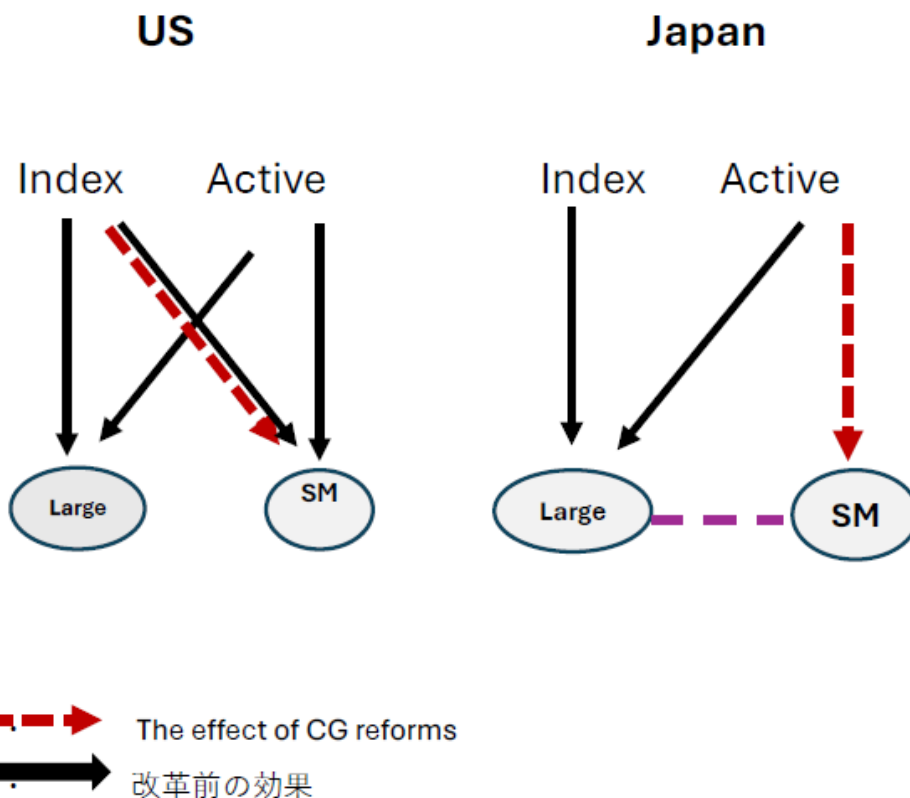 US
Japan
Index Active
Index Active
Large
SM
Large
SM
The effect of CG reforms
改革前の効果